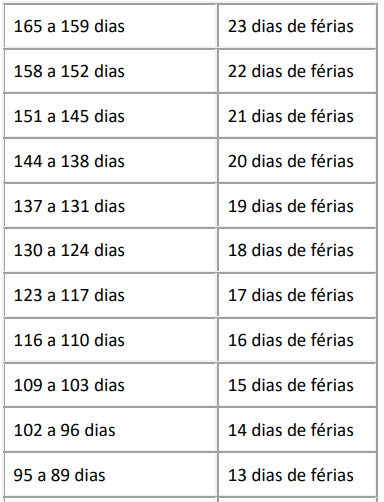 165 a 159 dias 23 dias de férias
158 a 152 dias 22 dias de férias
151 a 145 dias 21 dias de férias
144 a 138 dias 20 dias de férias
137 a 131 dias 19 dias de férias
130 a 124 dias 18 dias de férias
123 a 117 dias 17 dias de férias
116 a 110 dias 16 dias de férias
109 a 103 dias 15 dias de férias
102 a 96 dias 14 dias de férias
95 a 89 dias 13 dias de férias